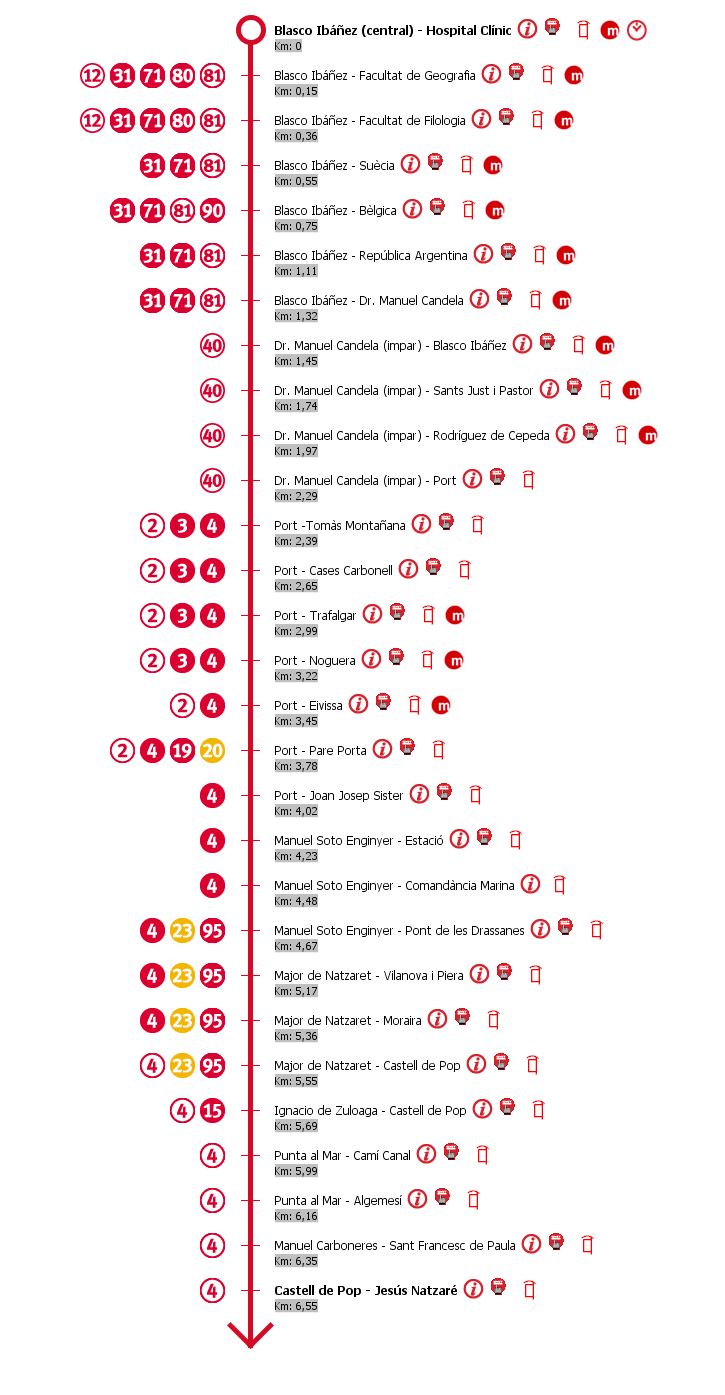 Blasco Ibáñez (central) - Hospital Clínic i m
Km: 0
12 31 71 80 81 Blasco Ibáñez - Facultat de Geografia i m
Km: 0,15
12 31 71 80 81 Blasco Ibáñez - Facultat de Filologia i m
Km: 0,36
31 71 81 Blasco Ibáñez - Suècia i m
Km: 0,55
31 71 81 90 Blasco Ibáñez - Bèlgica i m
Km: 0,75
31 71 81 Blasco Ibáñez - República Argentina i m
Km: 1,11
31 71 81 Blasco Ibáñez - Dr. Manuel Candela i m
Km: 1,32
40 Dr. Manuel Candela (impar) - Blasco Ibáñez i m
Km: 1,45
40 Dr. Manuel Candela (impar) - Sants Just i Pastor i m
Km: 1,74
40 Dr. Manuel Candela (impar) - Rodríguez de Cepeda i m
Km: 1,97
40 Dr. Manuel Candela (impar) - Port i
Km: 2,29
2 3 4 Port -Tomàs Montañana i
Km: 2,39
2 3 4 Port - Cases Carbonell i
Km: 2,65
2 3 4 Port - Trafalgar i m
Km: 2,99
2 3 4 Port - Noguera i m
Km: 3,22
2 4 Port - Eivissa i m
Km: 3,45
2 4 19 20 Port - Pare Porta i
Km: 3,78
4 Port - Joan Josep Sister i
Km: 4,02
4 Manuel Soto Enginyer - Estació i
Km: 4,23
4 Manuel Soto Enginyer - Comandància Marina i
Km: 4,48
4 23 95 Manuel Soto Enginyer - Pont de les Drassanes i
Km: 4,67
4 23 95 Major de Natzaret - Vilanova i Piera i
Km: 5,17
4 23 95 Major de Natzaret - Moraira i
Km: 5,36
4 23 95 Major de Natzaret - Castell de Pop i
Km: 5,55
4 15 Ignacio de Zuloaga - Castell de Pop i
Km: 5,69
4 Punta al Mar - Camí Canal i
Km: 5,99
4 Punta al Mar - Algemesí i
Km: 6,16
4 Manuel Carboneres - Sant Francesc de Paula i
Km: 6,35
4 Castell de Pop - Jesús Natzaré i
Km: 6,55